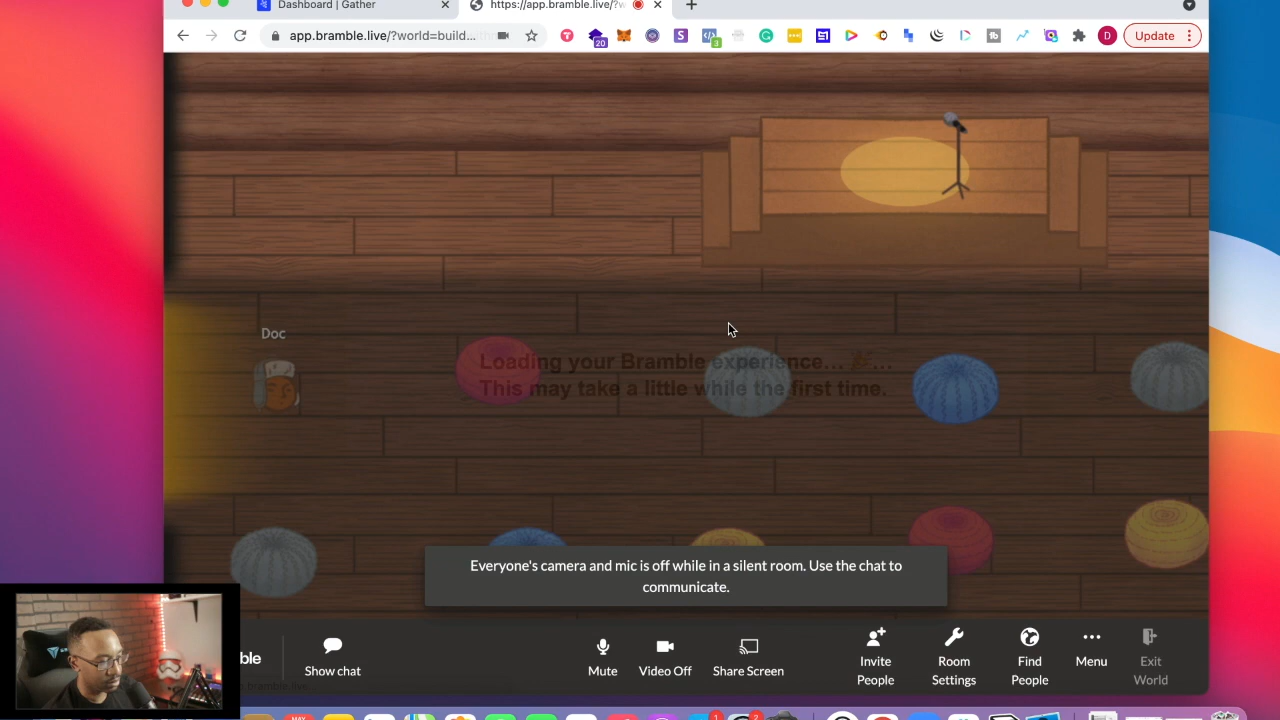 Dashboard | Gather
https://app.bramble.live/?w
app.bramble.live/?world=build...
20
3
D
Update
Doc
Loading your Bramble experience...
This may take a little while the first time.
Everyone's camera and mic is off while in a silent room. Use the chat to
communicate.
ble
Show chat
Mute
Video Off
Share Screen
Invite
People
Room
Settings
Find
People
Menu
Exit
World